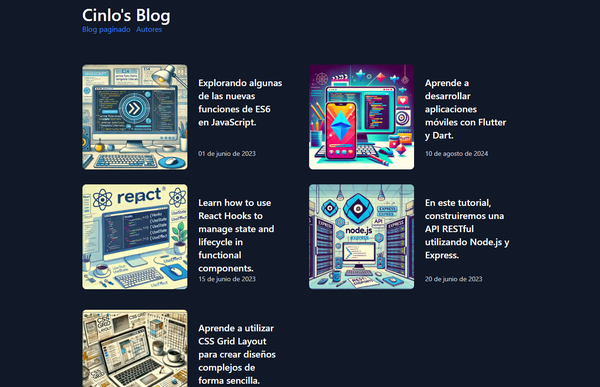 Cinlo's Blog
Blog paginado Autores
Explorando algunas
de las nuevas
funciones de ES6
en JavaScript.
01 de junio de 2023
Aprende a
desarrollar
aplicaciones
móviles con Flutter
y Dart.
10 de agosto de 2024
react
Learn how to use
React Hooks to
manage state and
lifecycle in
functional
components.
15 de junio de 2023
node.js
En este tutorial,
construiremos una
API RESTful
utilizando Node.js y
Express.
20 de junio de 2023
Aprende a utilizar
CSS Grid Layout
para crear diseños
complejos de
forma sencilla.